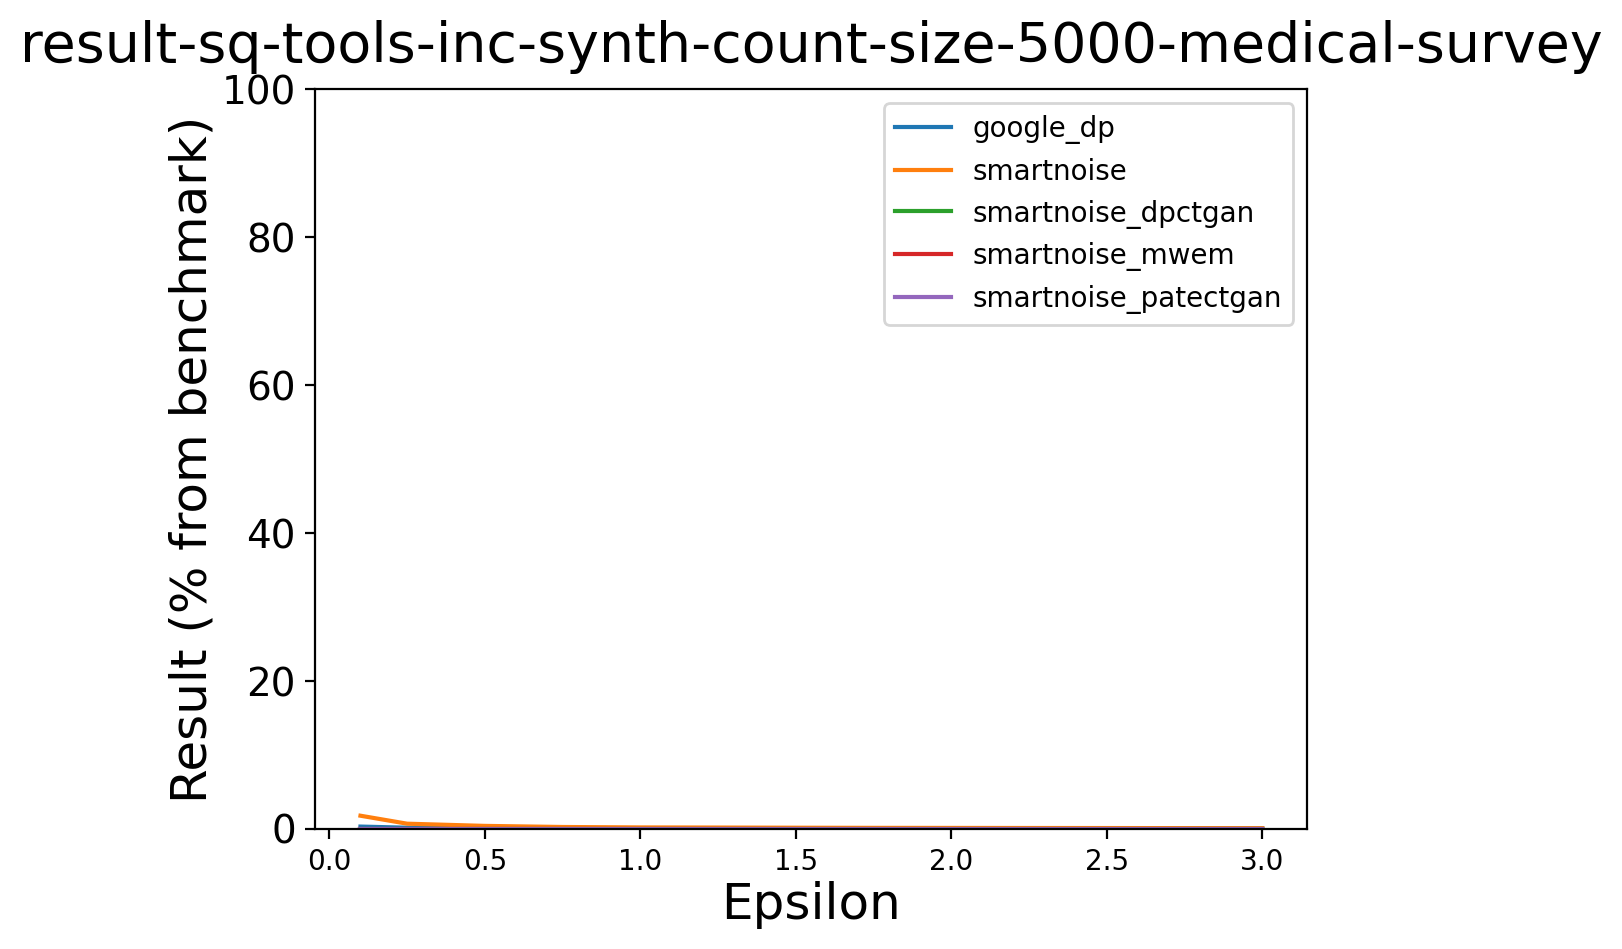 result-sq-tools-inc-synth-count-size-5000-medical-survey
Result (% from benchmark)
100
80
60
40
20
0
google_dp
smartnoise
smartnoise_dpctgan
smartnoise_mwem
smartnoise_patectgan
0.0 0.5 1.0 1.5 2.0 2.5 3.0
Epsilon